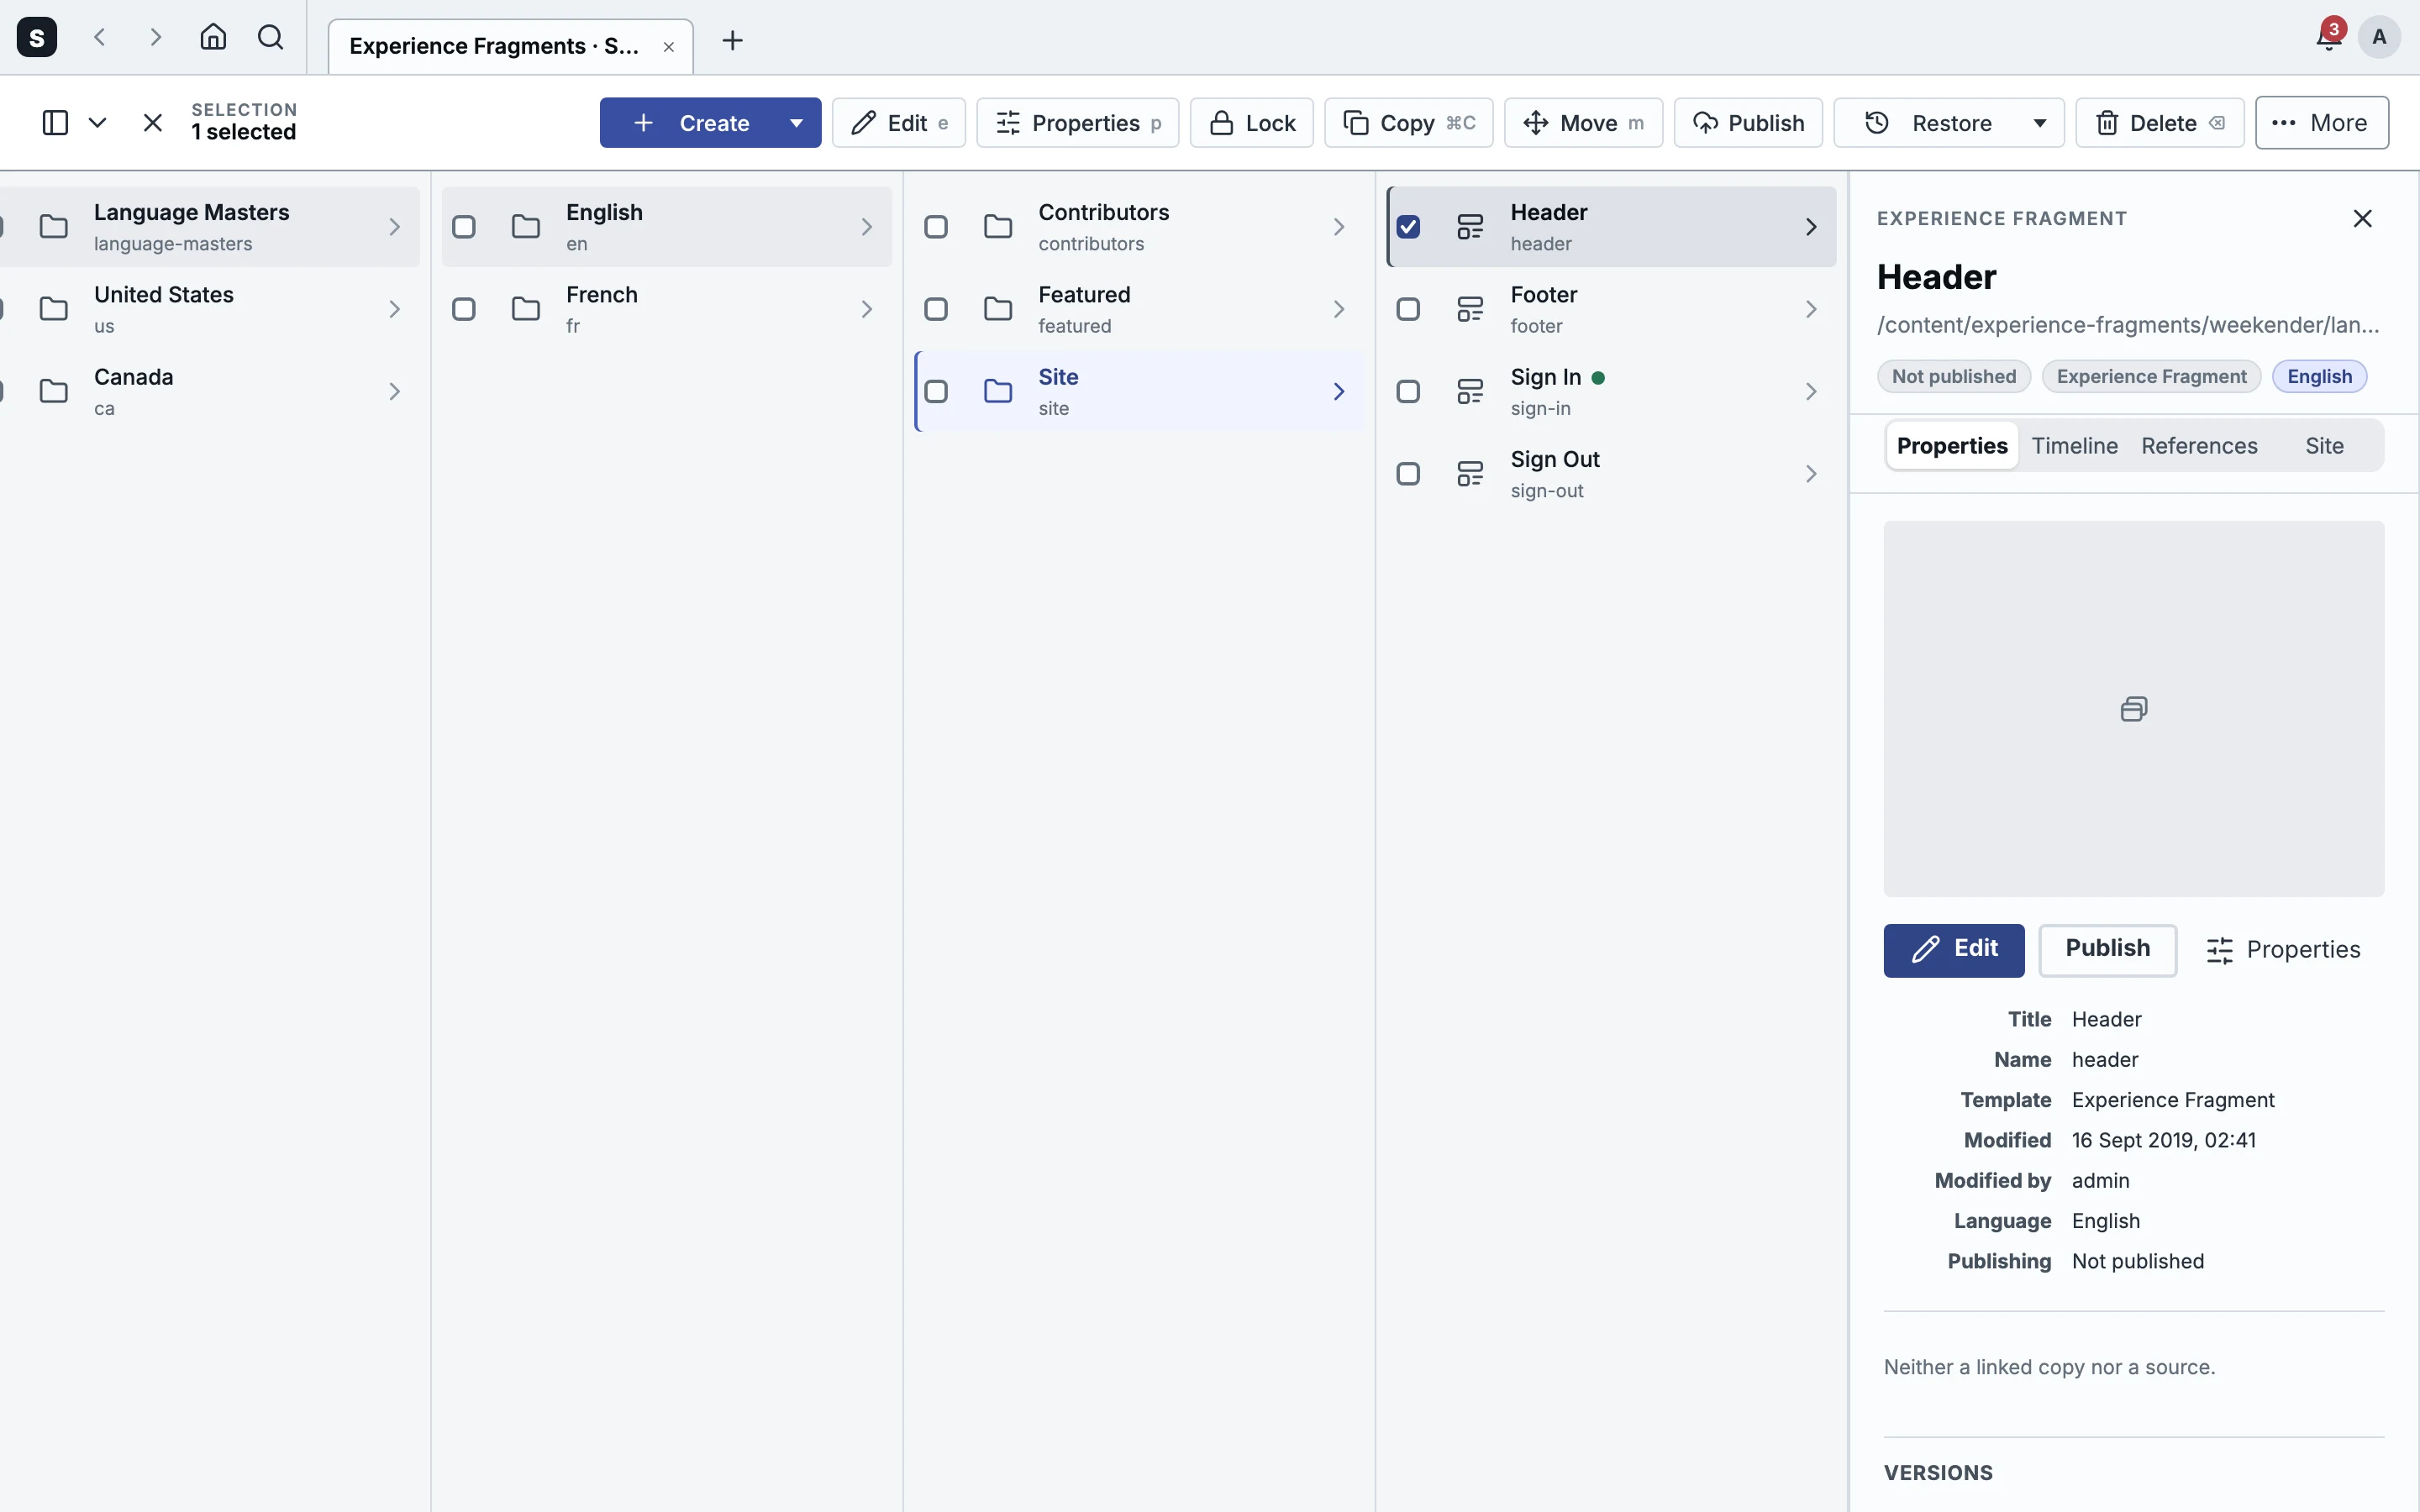 S
Experience Fragments · S...
3
A
SELECTION
1 selected
Create
Edit e
Properties p
Lock
Copy ⌘C
Move m
Publish
Restore
Delete
More
Language Masters
language-masters
United States
us
Canada
ca
English
en
French
fr
Contributors
contributors
Featured
featured
Site
site
Header
header
Footer
footer
Sign In
sign-in
Sign Out
sign-out
EXPERIENCE FRAGMENT
Header
/content/experience-fragments/weekender/lan...
Not published
Experience Fragment
English
Properties
Timeline
References
Site
Edit
Publish
Properties
Title Header
Name header
Template Experience Fragment
Modified 16 Sept 2019, 02:41
Modified by admin
Language English
Publishing Not published
Neither a linked copy nor a source.
VERSIONS